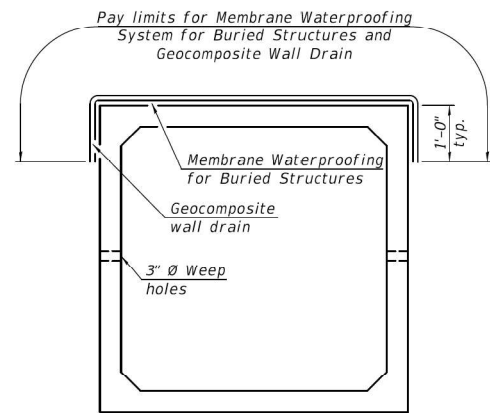 Pay limits for Membrane Waterproofing
System for Buried Structures and
Geocomposite Wall Drain
1'-0"
typ.
Membrane Waterproofing
for Buried Structures
Geocomposite
wall drain
3" Ø Weep
holes